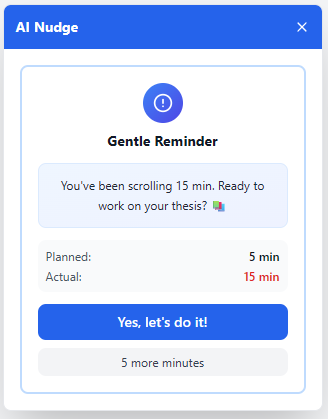 AI Nudge
Gentle Reminder
You've been scrolling 15 min. Ready to
work on your thesis? 📚
Planned: 5 min
Actual: 15 min
Yes, let's do it!
5 more minutes